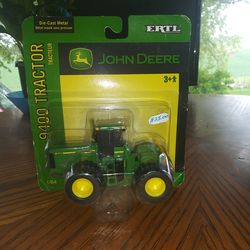 Die-Cast Metal
ERTL
JOHN DEERE
9400 TRACTOR
TRACTEUR
3+
1/64